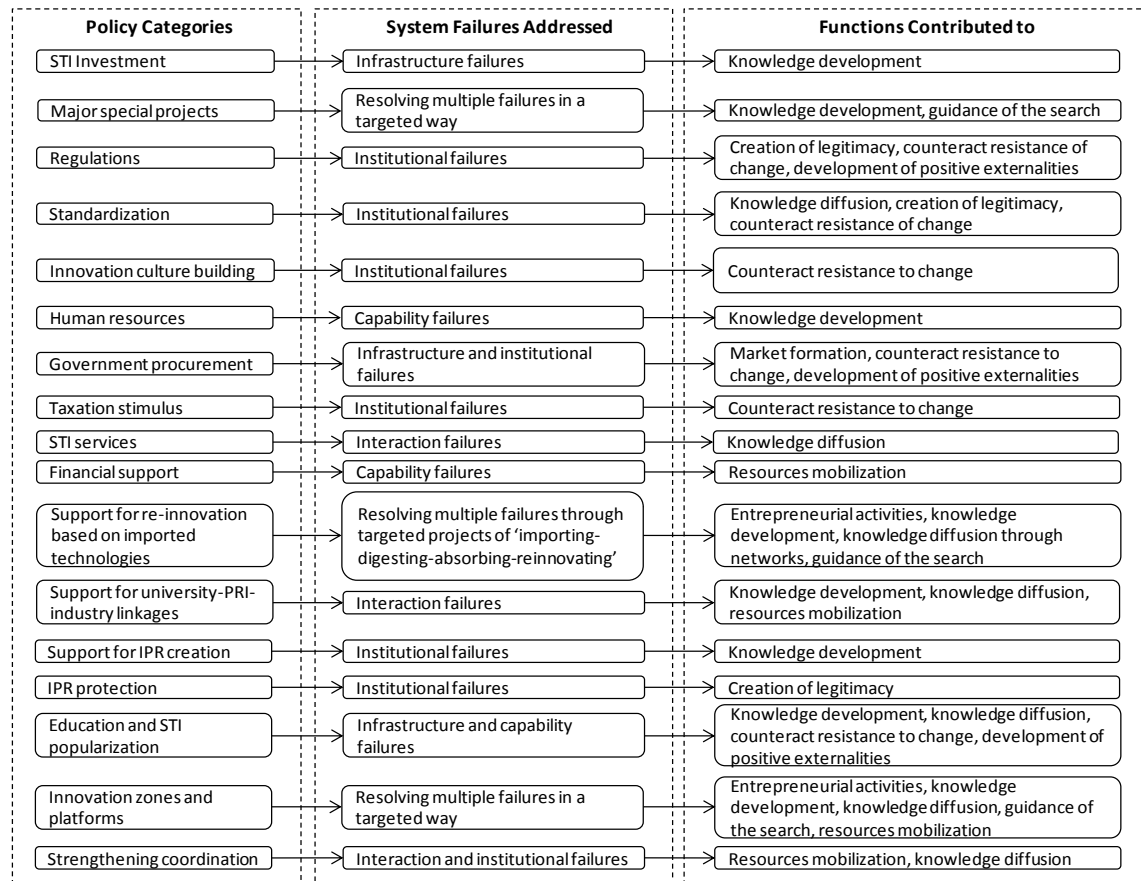 Policy Categories
System Failures Addressed
Functions Contributed to
STI Investment
Infrastructure failures
Knowledge development
Major special projects
Resolving multiple failures in a
targeted way
Knowledge development, guidance of the search
Regulations
Institutional failures
Creation of legitimacy, counteract resistance of
change, development of positive externalities
Standardization
Institutional failures
Knowledge diffusion, creation of legitimacy,
counteract resistance of change
Innovation culture building
Institutional failures
Counteract resistance to change
Human resources
Capability failures
Knowledge development
Government procurement
Infrastructure and institutional
failures
Market formation, counteract resistance to
change, development of positive externalities
Taxation stimulus
Institutional failures
Counteract resistance to change
STI services
Interaction failures
Knowledge diffusion
Financial support
Capability failures
Resources mobilization
Support for re-innovation
based on imported
technologies
Resolving multiple failures through
targeted projects of ‘importing-
digesting-absorbing-reinnovating’
Entrepreneurial activities, knowledge
development, knowledge diffusion through
networks, guidance of the search
Support for university-PRI-
industry linkages
Interaction failures
Knowledge development, knowledge diffusion,
resources mobilization
Support for IPR creation
Institutional failures
Knowledge development
IPR protection
Institutional failures
Creation of legitimacy
Education and STI
popularization
Infrastructure and capability
failures
Knowledge development, knowledge diffusion,
counteract resistance to change, development of
positive externalities
Innovation zones and
platforms
Resolving multiple failures in a
targeted way
Entrepreneurial activities, knowledge
development, knowledge diffusion, guidance of
the search, resources mobilization
Strengthening coordination
Interaction and institutional failures
Resources mobilization, knowledge diffusion